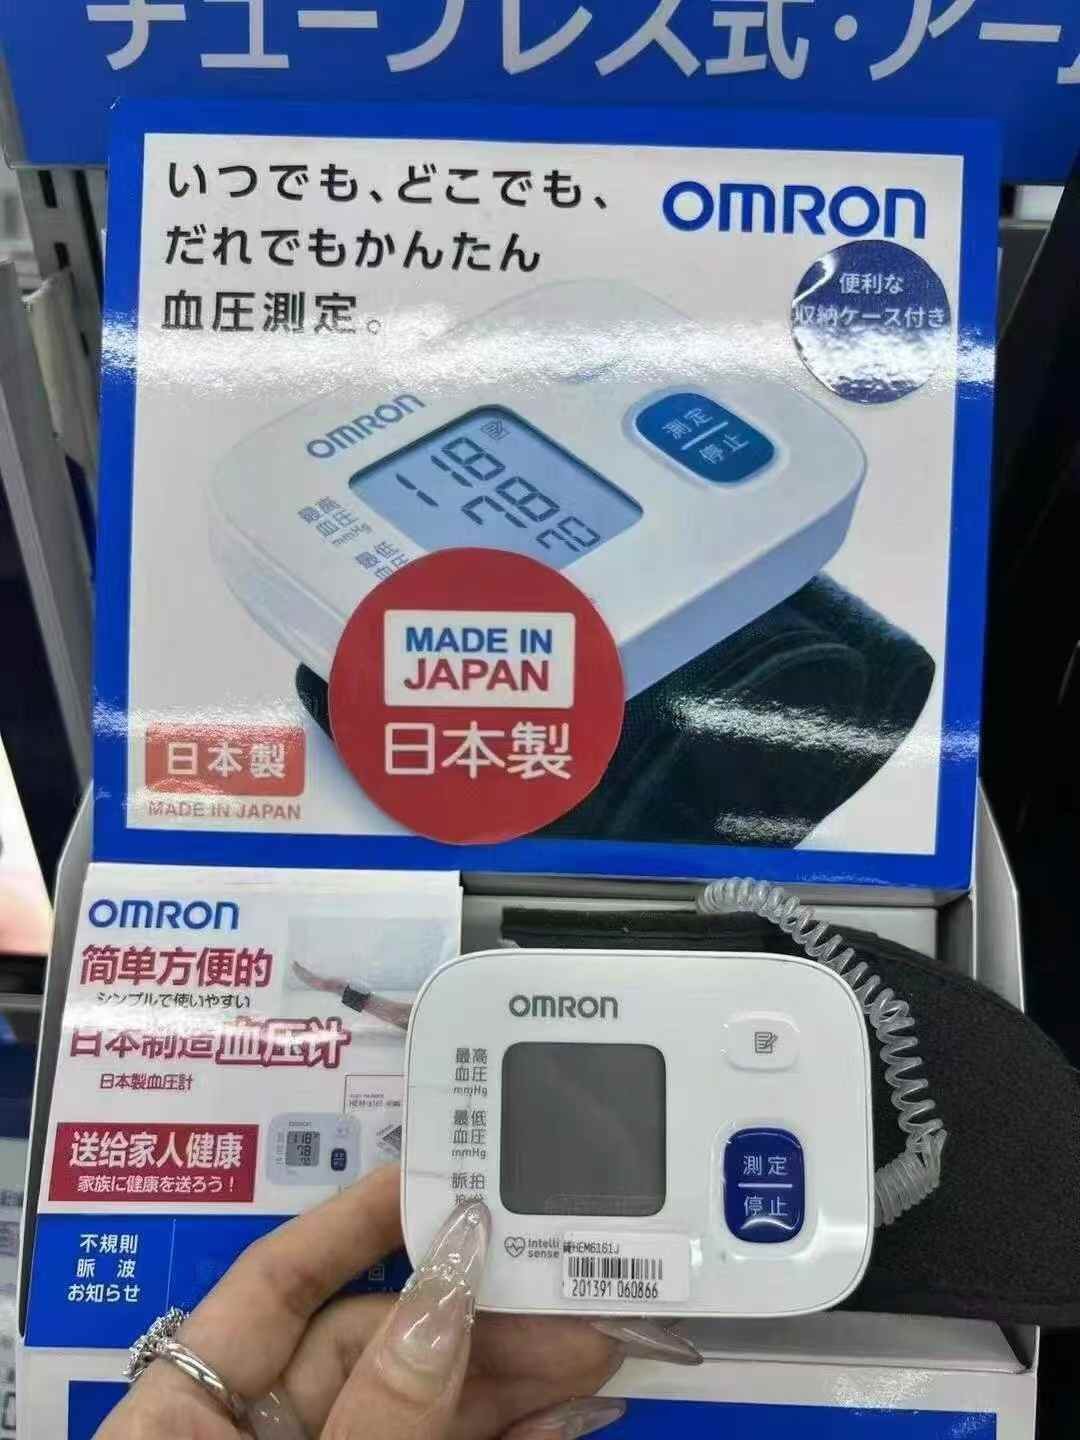 チューブレス式・アー
いつでも、どこでも、
だれでもかんたん
血圧測定。
OMRON
便利な
収納ケース付き
OMRON
118
78
70
最高
血圧
mmHg
最低
血圧
測定
停止
MADE IN
JAPAN
日本製
日本製
MADE IN JAPAN
OMRON
简单方便的
シンプルで使いやすい
日本制造血压计
日本製血圧計
送给家人健康
家族に健康を送ろう！
不規則
脈波
お知らせ
OMRON
最高
血圧
mmHg
最低
血圧
mmHg
脈拍
測定
停止
Intelli
sense
HEM6161J
201391 060866